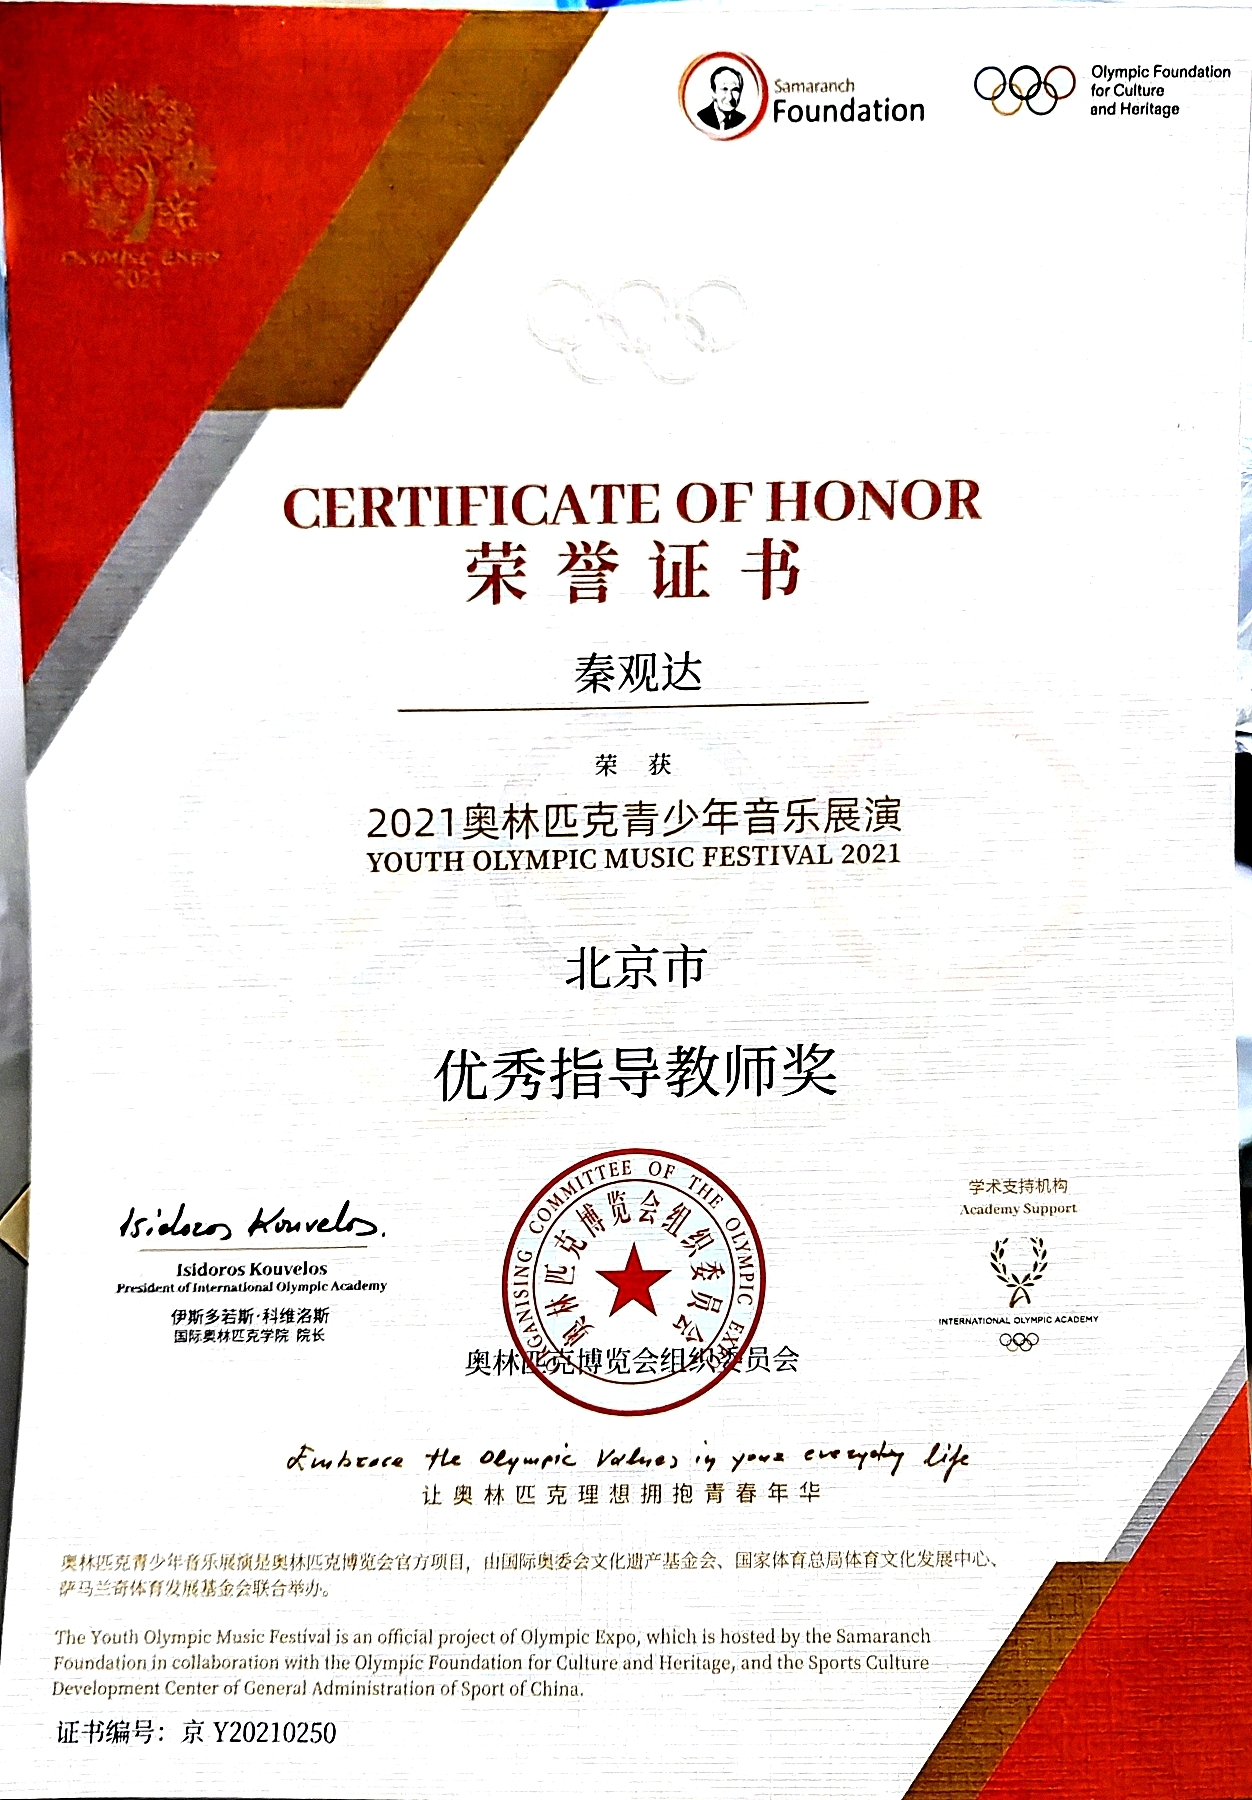 Samaranch
Foundation
Olympic Foundation
for Culture
and Heritage
OLYMPIC EXPO
2021
CERTIFICATE OF HONOR
荣誉证书
秦观达
荣 获
2021奥林匹克青少年音乐展演
YOUTH OLYMPIC MUSIC FESTIVAL 2021
北京市
优秀指导教师奖
Isidoros Kouvelos.
Isidoros Kouvelos
President of International Olympic Academy
伊斯多若斯·科维洛斯
国际奥林匹克学院 院长
ORGANISING COMMITTEE OF THE OLYMPIC EXPO
奥林匹克博览会组织委员会
奥林匹克博览会组织委员会
学术支持机构
Academy Support
INTERNATIONAL OLYMPIC ACADEMY
Embrace the Olympic Values in your everyday life
让奥林匹克理想拥抱青春年华
奥林匹克青少年音乐展演是奥林匹克博览会官方项目，由国际奥委会文化遗产基金会、国家体育总局体育文化发展中心、
萨马兰奇体育发展基金会联合举办。
The Youth Olympic Music Festival is an official project of Olympic Expo, which is hosted by the Samaranch
Foundation in collaboration with the Olympic Foundation for Culture and Heritage, and the Sports Culture
Development Center of General Administration of Sport of China.
证书编号：京 Y20210250